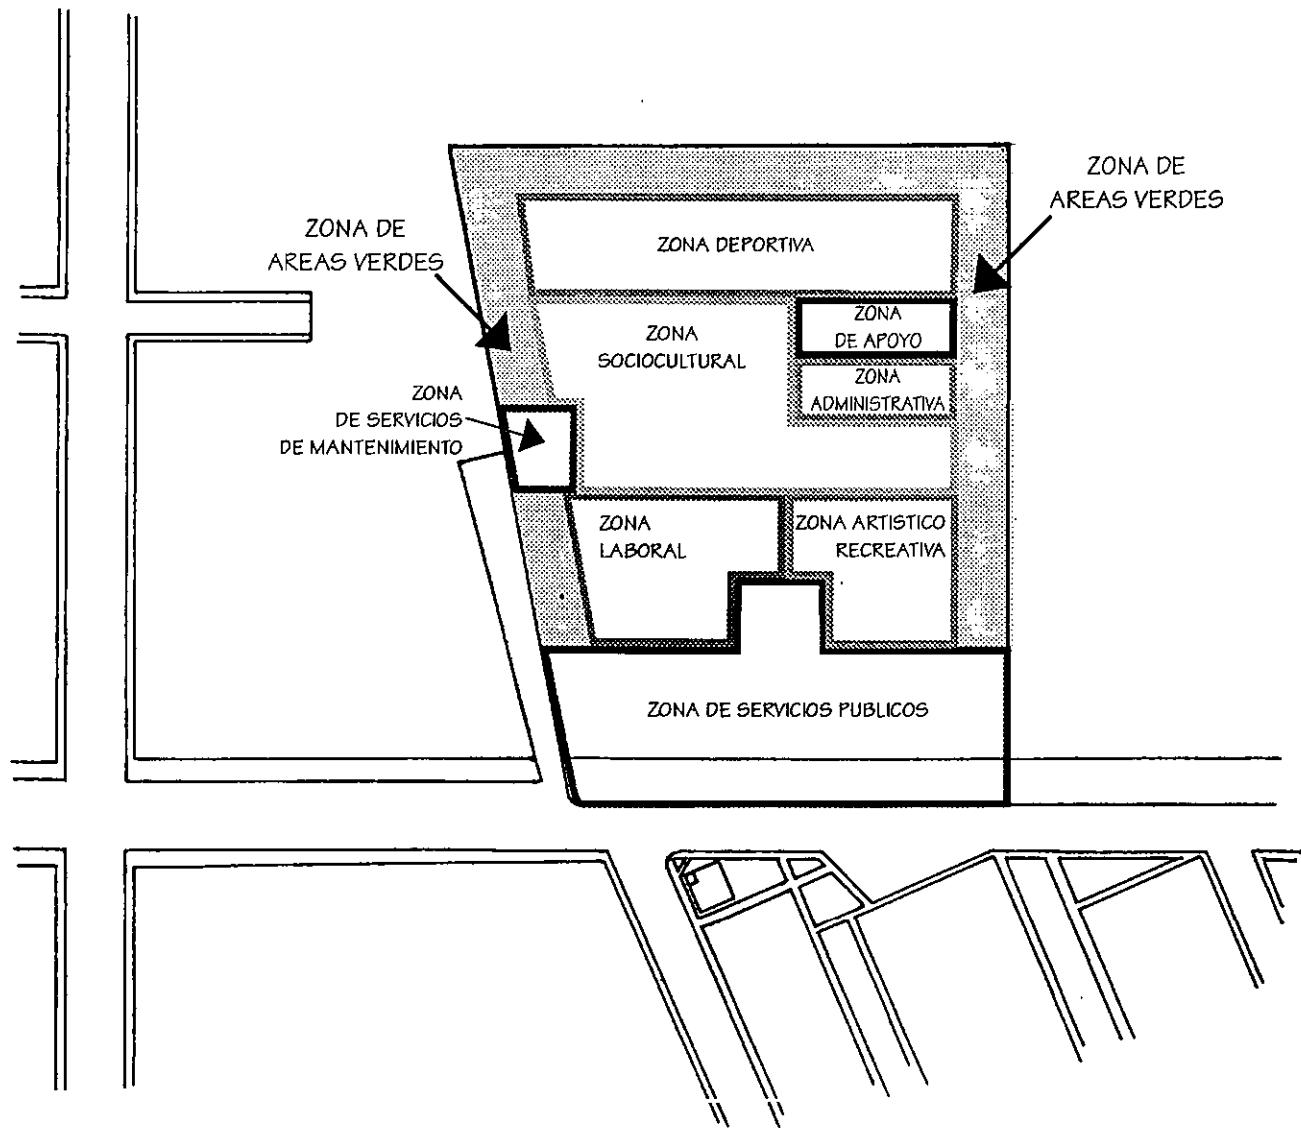 ZONA DE
AREAS VERDES
ZONA DE
AREAS VERDES
ZONA DEPORTIVA
ZONA
DE APOYO
ZONA
SOCIOCULTURAL
ZONA
ADMINISTRATIVA
ZONA
DE SERVICIOS
DE MANTENIMIENTO
ZONA
LABORAL
ZONA ARTISTICO
RECREATIVA
ZONA DE SERVICIOS PUBLICOS